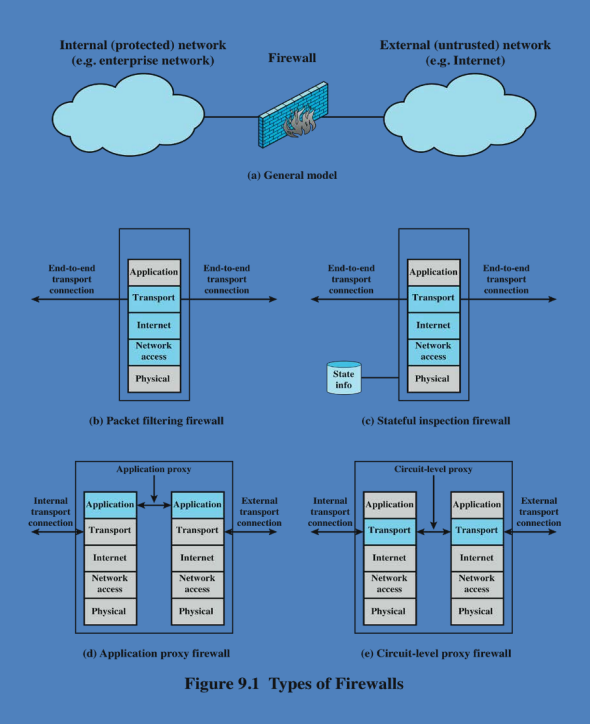 Internal (protected) network
(e.g. enterprise network)
Firewall
External (untrusted) network
(e.g. Internet)
(a) General model
End-to-end
transport
connection
Application
Transport
Internet
Network
access
Physical
End-to-end
transport
connection
(b) Packet filtering firewall
End-to-end
transport
connection
State
info
Application
Transport
Internet
Network
access
Physical
End-to-end
transport
connection
(c) Stateful inspection firewall
Application proxy
Internal
transport
connection
Application
Transport
Internet
Network
access
Physical
Application
Transport
Internet
Network
access
Physical
External
transport
connection
(d) Application proxy firewall
Circuit-level proxy
Internal
transport
connection
Application
Transport
Internet
Network
access
Physical
Application
Transport
Internet
Network
access
Physical
External
transport
connection
(e) Circuit-level proxy firewall
Figure 9.1 Types of Firewalls